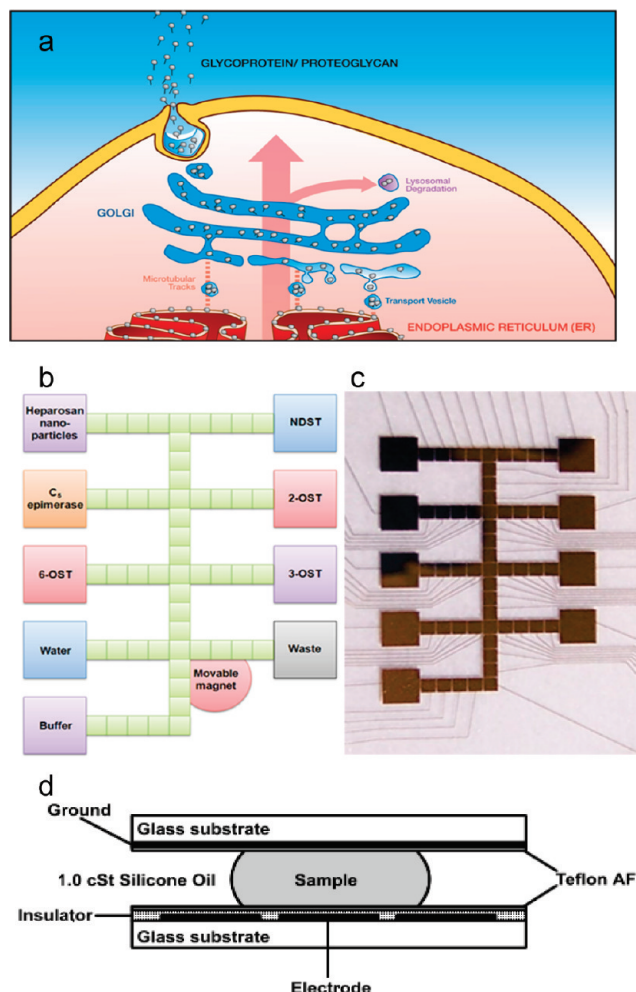 a
GLYCOPROTEIN/ PROTEOGLYCAN
Lysosomal
Degradation
GOLGI
Microtubular
Tracks
Transport Vesicle
ENDOPLASMIC RETICULUM (ER)
b
c
Heparosan
nano-
particles
NDST
C5
epimerase
2-OST
6-OST
3-OST
Water
Waste
Movable
magnet
Buffer
d
Ground
Glass substrate
1.0 cSt Silicone Oil
Sample
Teflon AF
Insulator
Glass substrate
Electrode